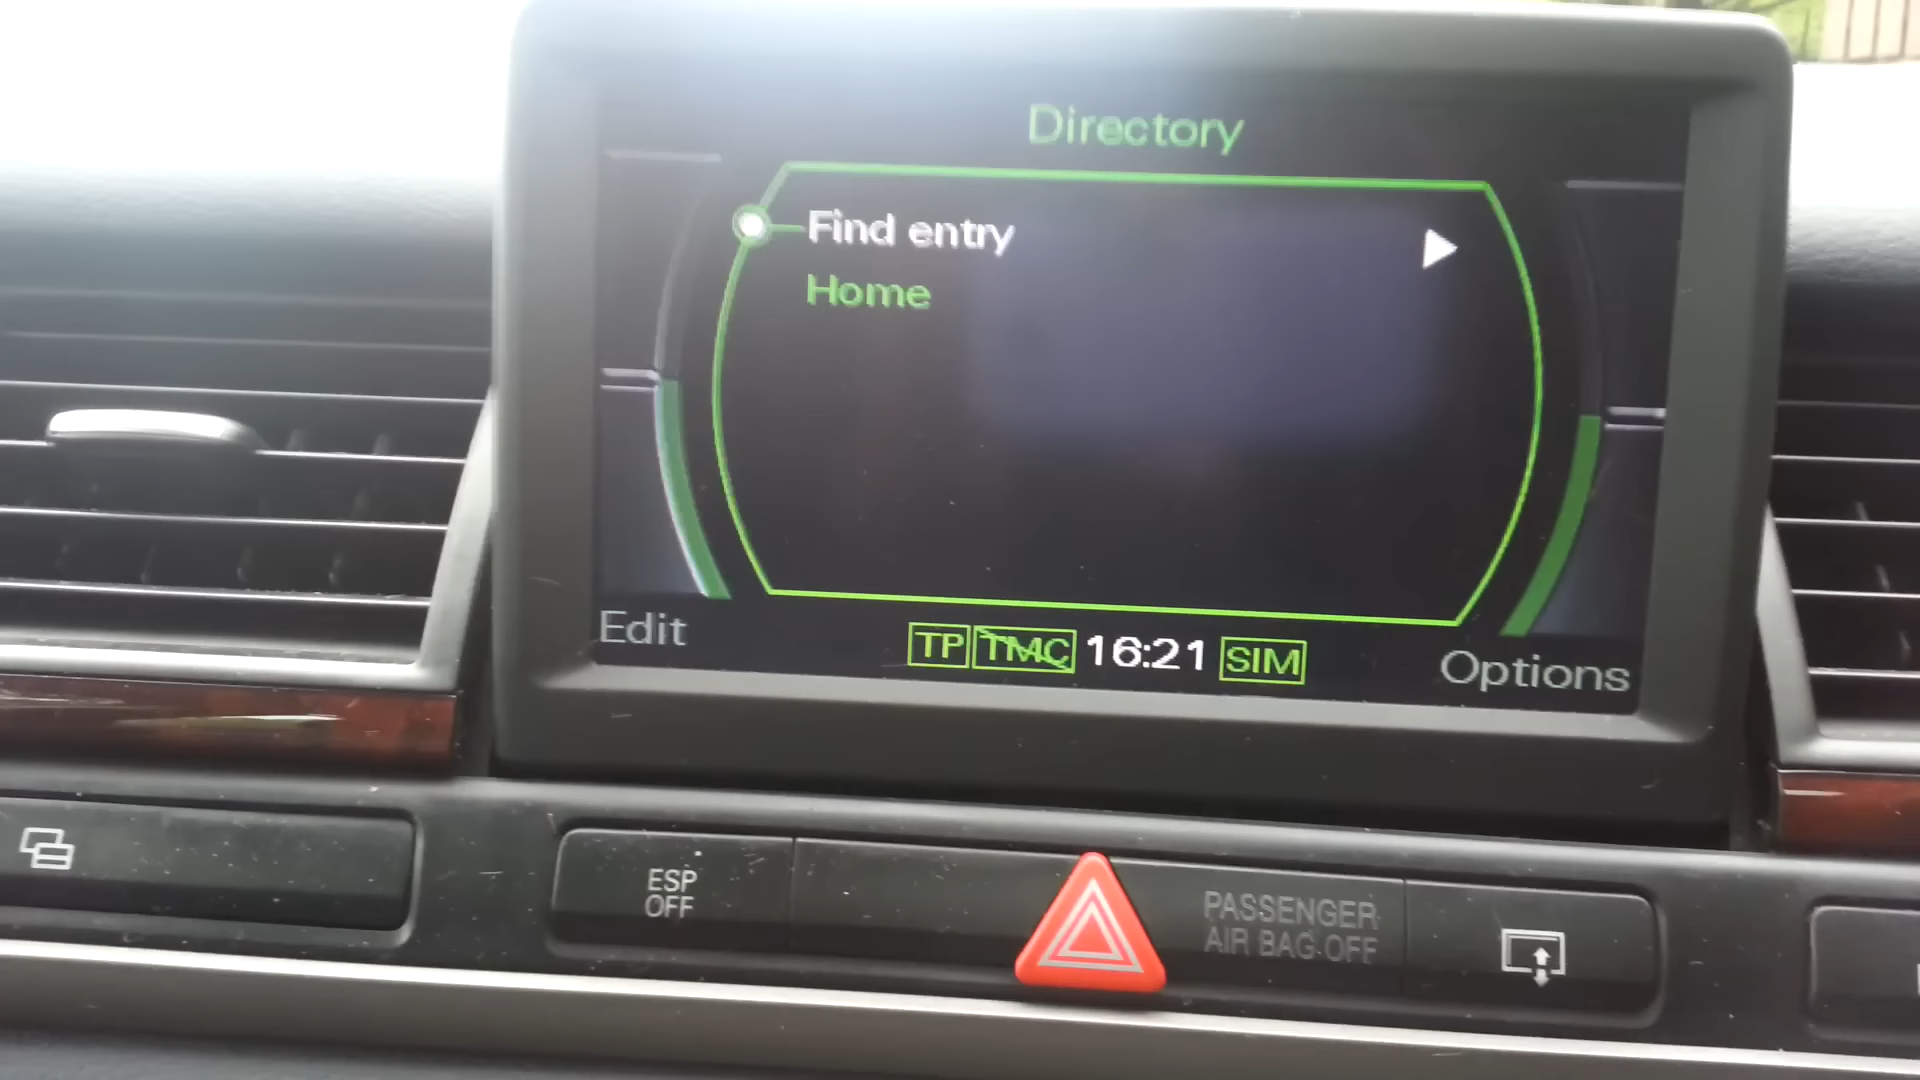 Directory
Find entry
Home
Edit
TP TMC 16:21 SIM
Options
ESP
OFF
PASSENGER
AIR BAG OFF